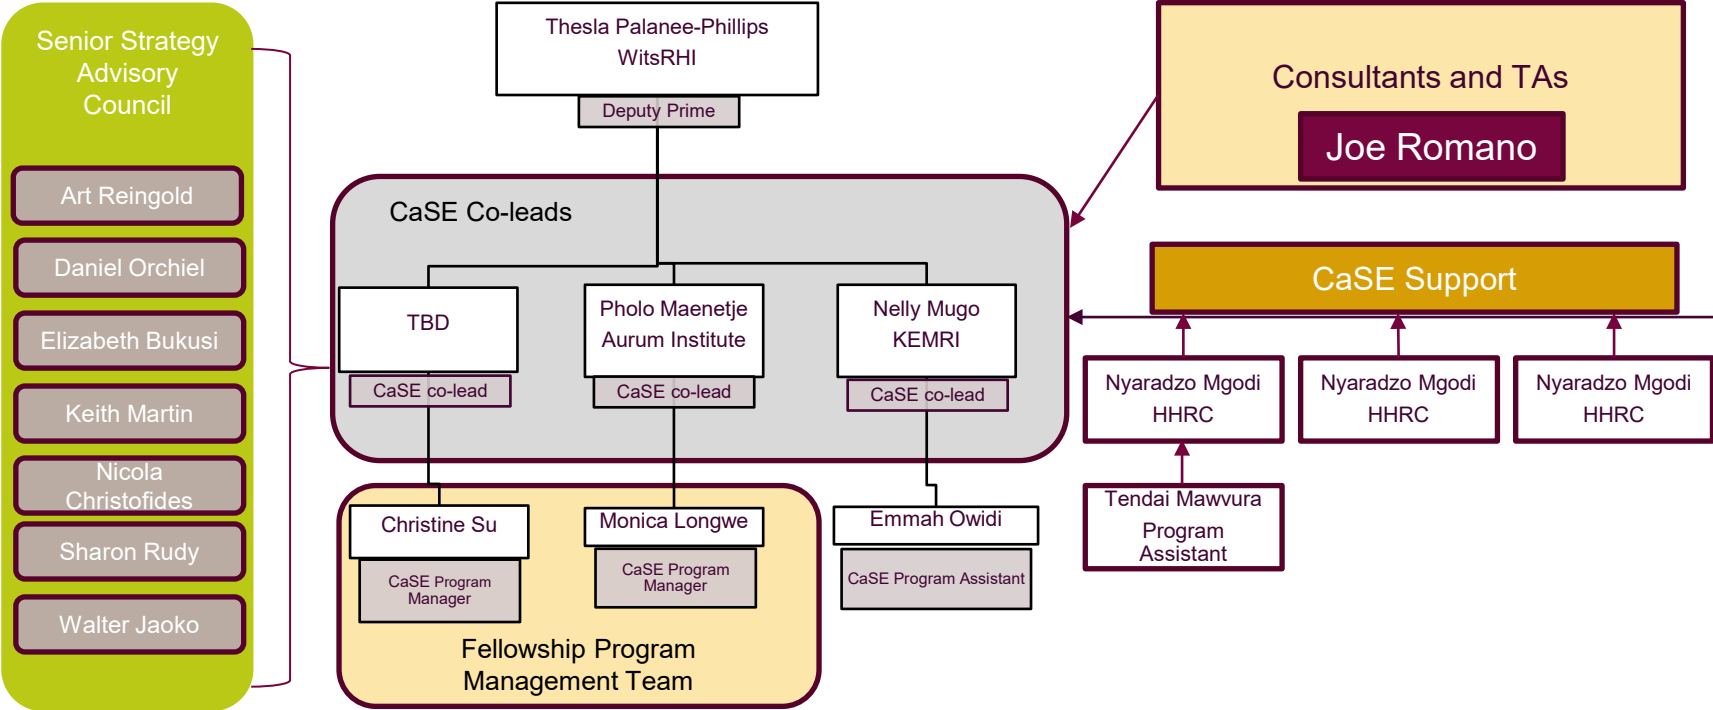 Senior Strategy
Advisory
Council
Art Reingold
Daniel Orchiel
Elizabeth Bukusi
Keith Martin
Nicola
Christofides
Sharon Rudy
Walter Jaoko
Thesla Palanee-Phillips
WitsRHI
Deputy Prime
CaSE Co-leads
TBD
CaSE co-lead
Pholo Maenetje
Aurum Institute
CaSE co-lead
Nelly Mugo
KEMRI
CaSE co-lead
Christine Su
CaSE Program
Manager
Monica Longwe
CaSE Program
Manager
Emmah Owidi
CaSE Program Assistant
Fellowship Program
Management Team
Consultants and TAs
Joe Romano
CaSE Support
Nyaradzo Mgodi
HHRC
Nyaradzo Mgodi
HHRC
Nyaradzo Mgodi
HHRC
Tendai Mawvura
Program
Assistant